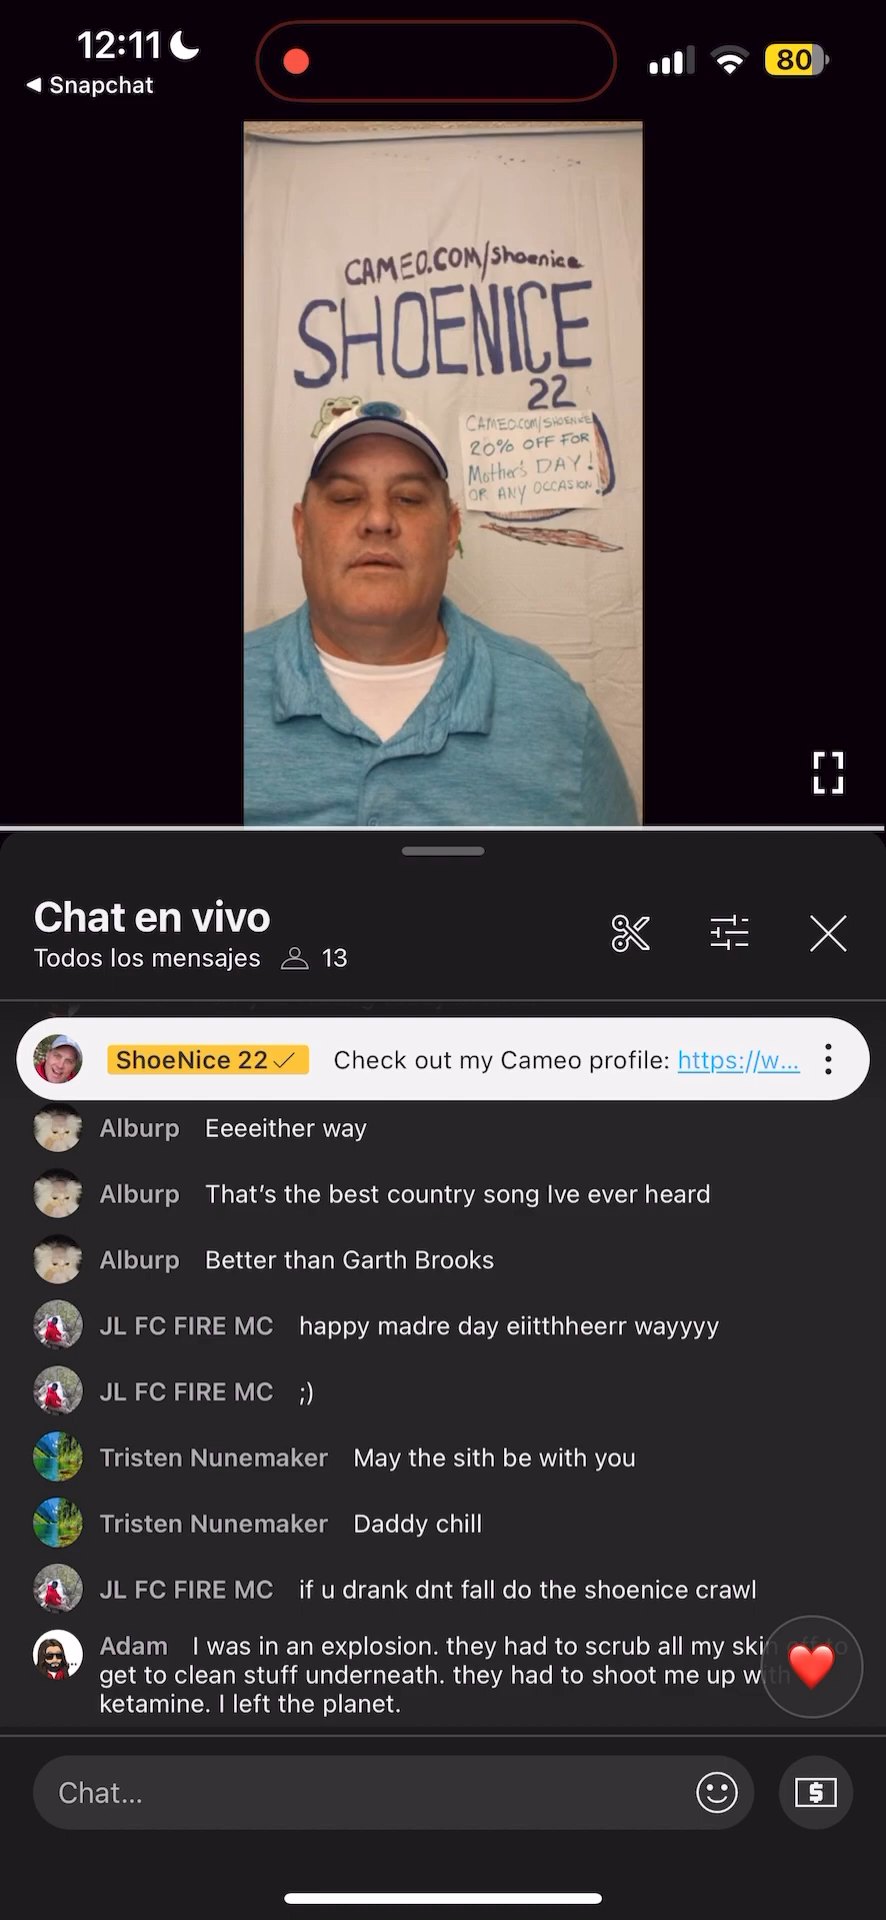 12:11
80
◀ Snapchat
CAMEO.COM/shoenice
SHOENICE
22
CAMEO.COM/SHOENICE
20% OFF FOR
Mother's DAY!
OR ANY OCCASION!
Chat en vivo
Todos los mensajes 13
ShoeNice 22 Check out my Cameo profile: https://w...
Alburp Eeeeither way
Alburp That's the best country song Ive ever heard
Alburp Better than Garth Brooks
JL FC FIRE MC happy madre day eiitthheerr wayyyy
JL FC FIRE MC ;)
Tristen Nunemaker May the sith be with you
Tristen Nunemaker Daddy chill
JL FC FIRE MC if u drank dnt fall do the shoenice crawl
Adam I was in an explosion. they had to scrub all my skin off to
get to clean stuff underneath. they had to shoot me up with
ketamine. I left the planet.
Chat...